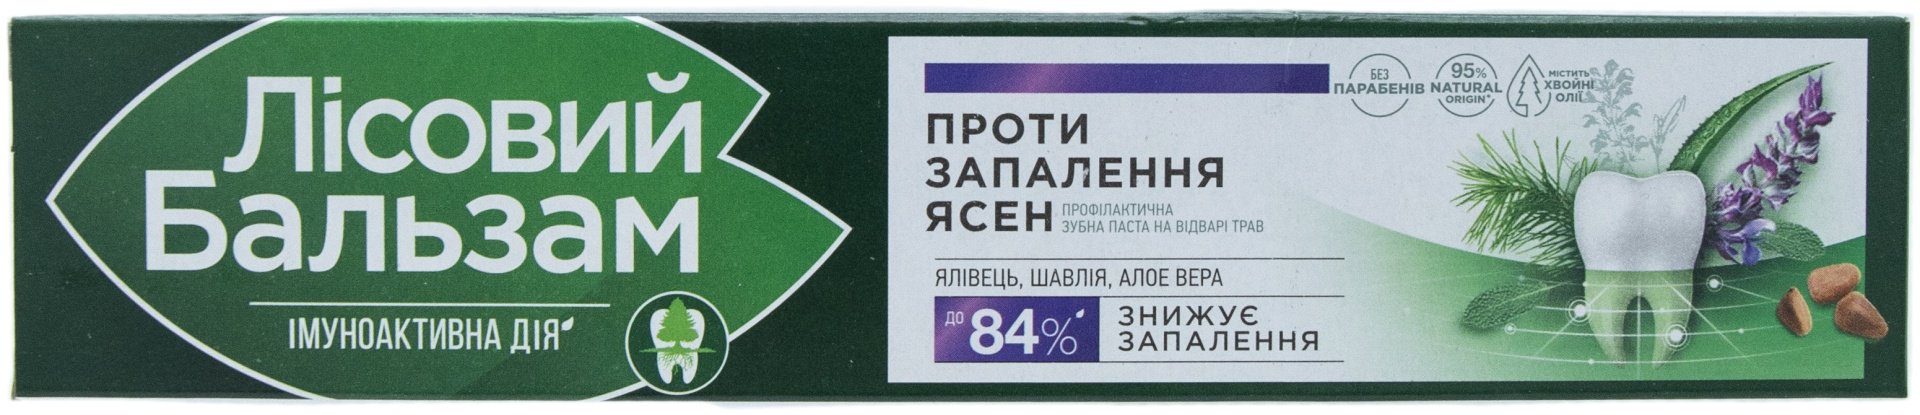 Лісовий
Бальзам
ІМУНОАКТИВНА ДІЯ
БЕЗ
ПАРАБЕНІВ
95%
NATURAL
ORIGIN*
МІСТИТЬ
ХВОЙНІ
ОЛІЇ
ПРОТИ
ЗАПАЛЕННЯ
ЯСЕН
ПРОФІЛАКТИЧНА
ЗУБНА ПАСТА НА ВІДВАРІ ТРАВ
ЯЛІВЕЦЬ, ШАВЛІЯ, АЛОЕ ВЕРА
ДО 84%
ЗНИЖУЄ
ЗАПАЛЕННЯ